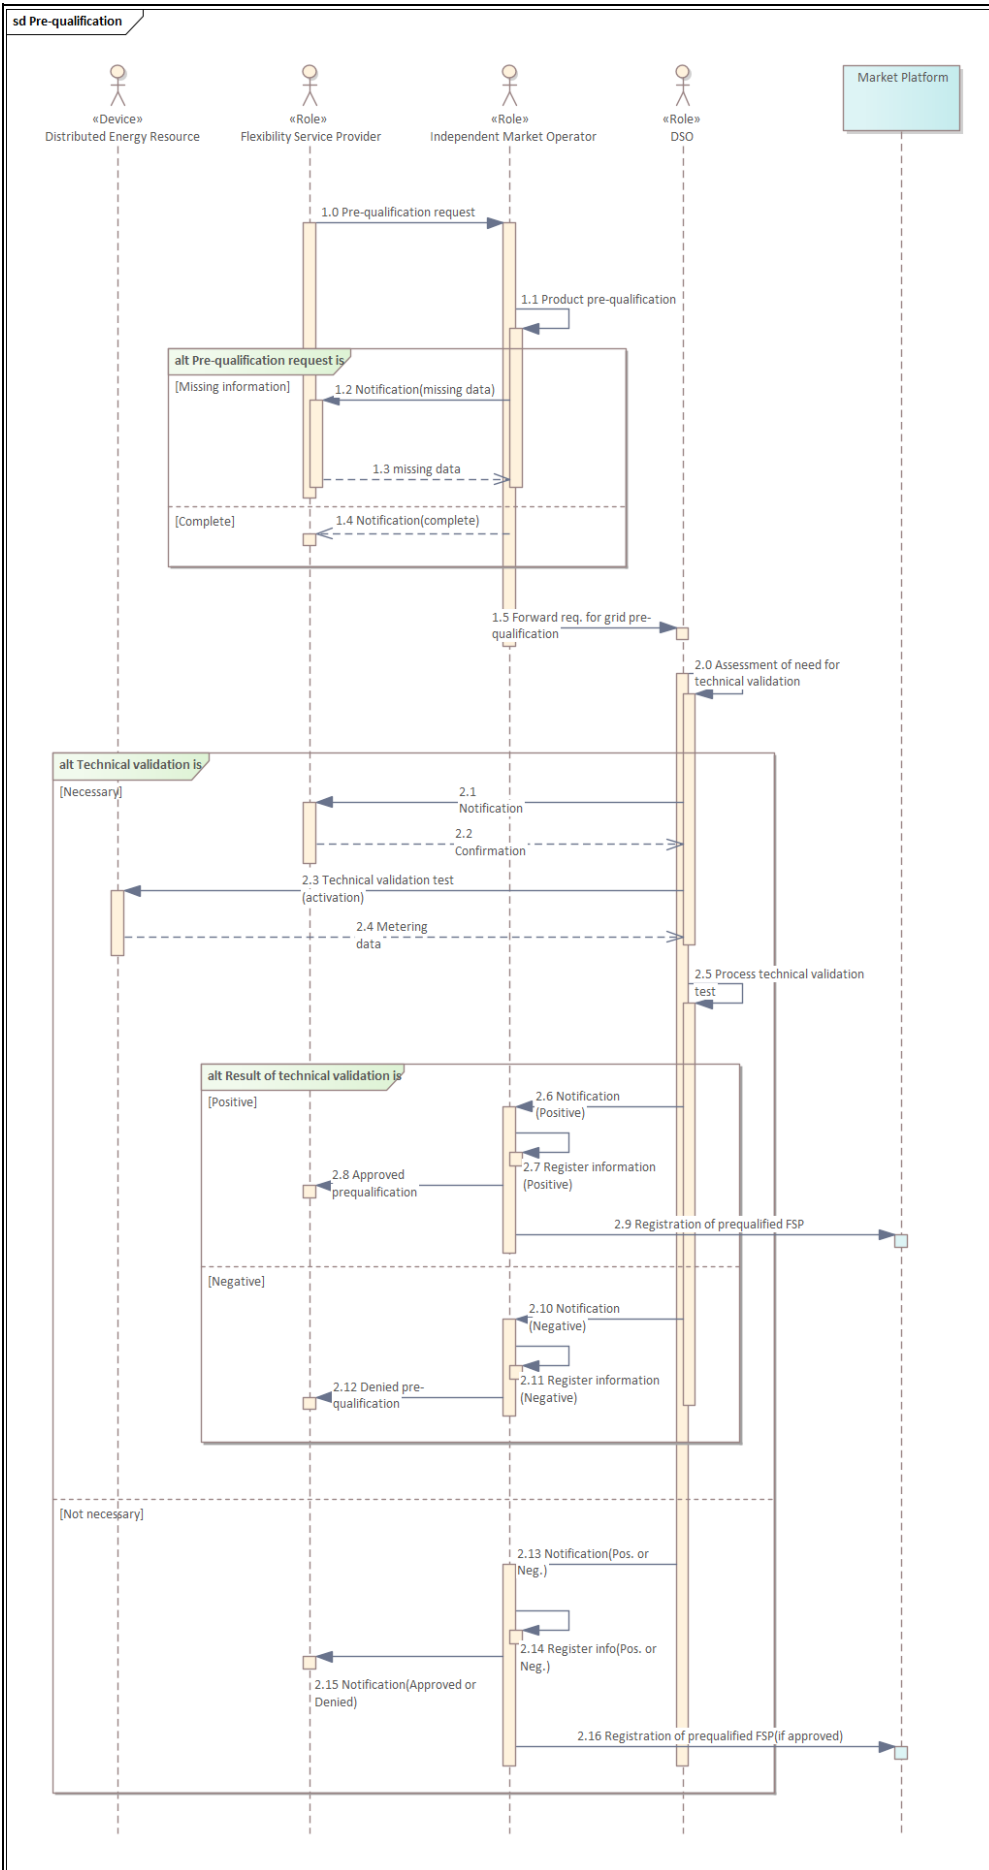 sd Pre-qualification
Market Platform
«Device»
Distributed Energy Resource
«Role»
Flexibility Service Provider
«Role»
Independent Market Operator
«Role»
DSO
1.0 Pre-qualification request
1.1 Product pre-qualification
alt Pre-qualification request is
[Missing information]
1.2 Notification(missing data)
1.3 missing data
[Complete]
1.4 Notification(complete)
1.5 Forward req. for grid pre-
qualification
2.0 Assessment of need for
technical validation
alt Technical validation is
[Necessary]
2.1
Notification
2.2
Confirmation
2.3 Technical validation test
(activation)
2.4 Metering
data
2.5 Process technical validation
test
alt Result of technical validation is
[Positive]
2.6 Notification
(Positive)
2.7 Register information
(Positive)
2.8 Approved
prequalification
2.9 Registration of prequalified FSP
[Negative]
2.10 Notification
(Negative)
2.11 Register information
(Negative)
2.12 Denied pre-
qualification
[Not necessary]
2.13 Notification(Pos. or
Neg.)
2.14 Register info(Pos. or
Neg.)
2.15 Notification(Approved or
Denied)
2.16 Registration of prequalified FSP(if approved)